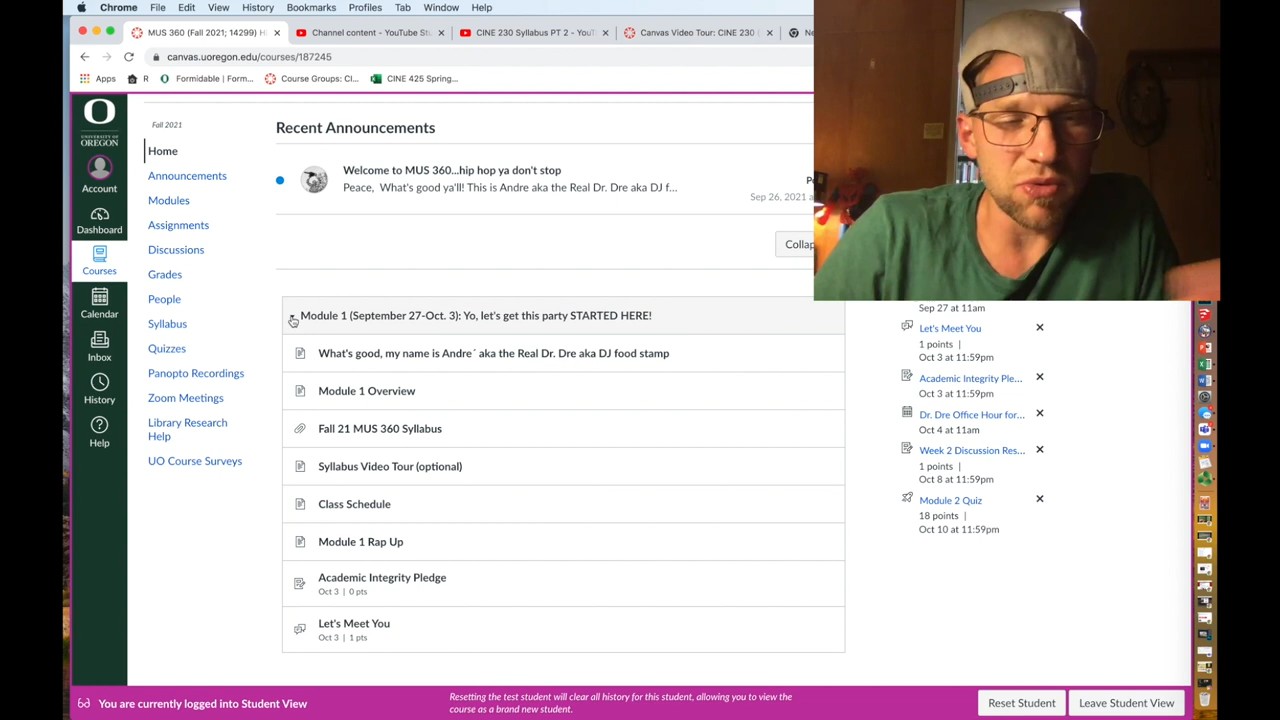 Chrome File Edit View History Bookmarks Profiles Tab Window Help
MUS 360 (Fall 2021; 14299) H
Channel content - YouTube Stu
CINE 230 Syllabus PT 2 - YouT
Canvas Video Tour: CINE 230
Ne
canvas.uoregon.edu/courses/187245
Apps
R
Formidable | Form...
Course Groups: CI...
CINE 425 Spring...
O
UNIVERSITY OF
OREGON
Account
Dashboard
Courses
Calendar
Inbox
History
Help
Fall 2021
Home
Announcements
Modules
Assignments
Discussions
Grades
People
Syllabus
Quizzes
Panopto Recordings
Zoom Meetings
Library Research
Help
UO Course Surveys
Recent Announcements
Welcome to MUS 360...hip hop ya don't stop
Peace, What's good ya'll! This is Andre aka the Real Dr. Dre aka DJ f...
Po
Sep 26, 2021 a
Collap
Module 1 (September 27-Oct. 3): Yo, let's get this party STARTED HERE!
What's good, my name is Andre´ aka the Real Dr. Dre aka DJ food stamp
Module 1 Overview
Fall 21 MUS 360 Syllabus
Syllabus Video Tour (optional)
Class Schedule
Module 1 Rap Up
Academic Integrity Pledge
Oct 3 | 0 pts
Let's Meet You
Oct 3 | 1 pts
Sep 27 at 11am
Let's Meet You
1 points |
Oct 3 at 11:59pm
Academic Integrity Ple...
Oct 3 at 11:59pm
Dr. Dre Office Hour for...
Oct 4 at 11am
Week 2 Discussion Res...
1 points |
Oct 8 at 11:59pm
Module 2 Quiz
18 points |
Oct 10 at 11:59pm
You are currently logged into Student View
Resetting the test student will clear all history for this student, allowing you to view the
course as a brand new student.
Reset Student
Leave Student View